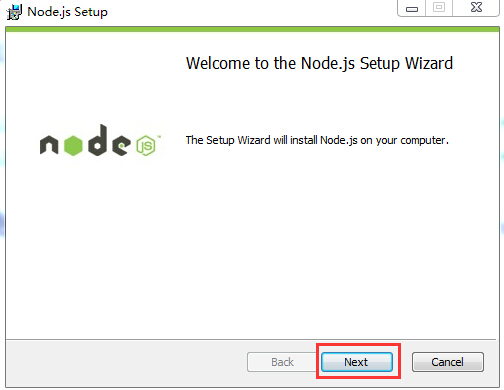 Node.js Setup
Welcome to the Node.js Setup Wizard
node
JS
The Setup Wizard will install Node.js on your computer.
Back
Next
Cancel